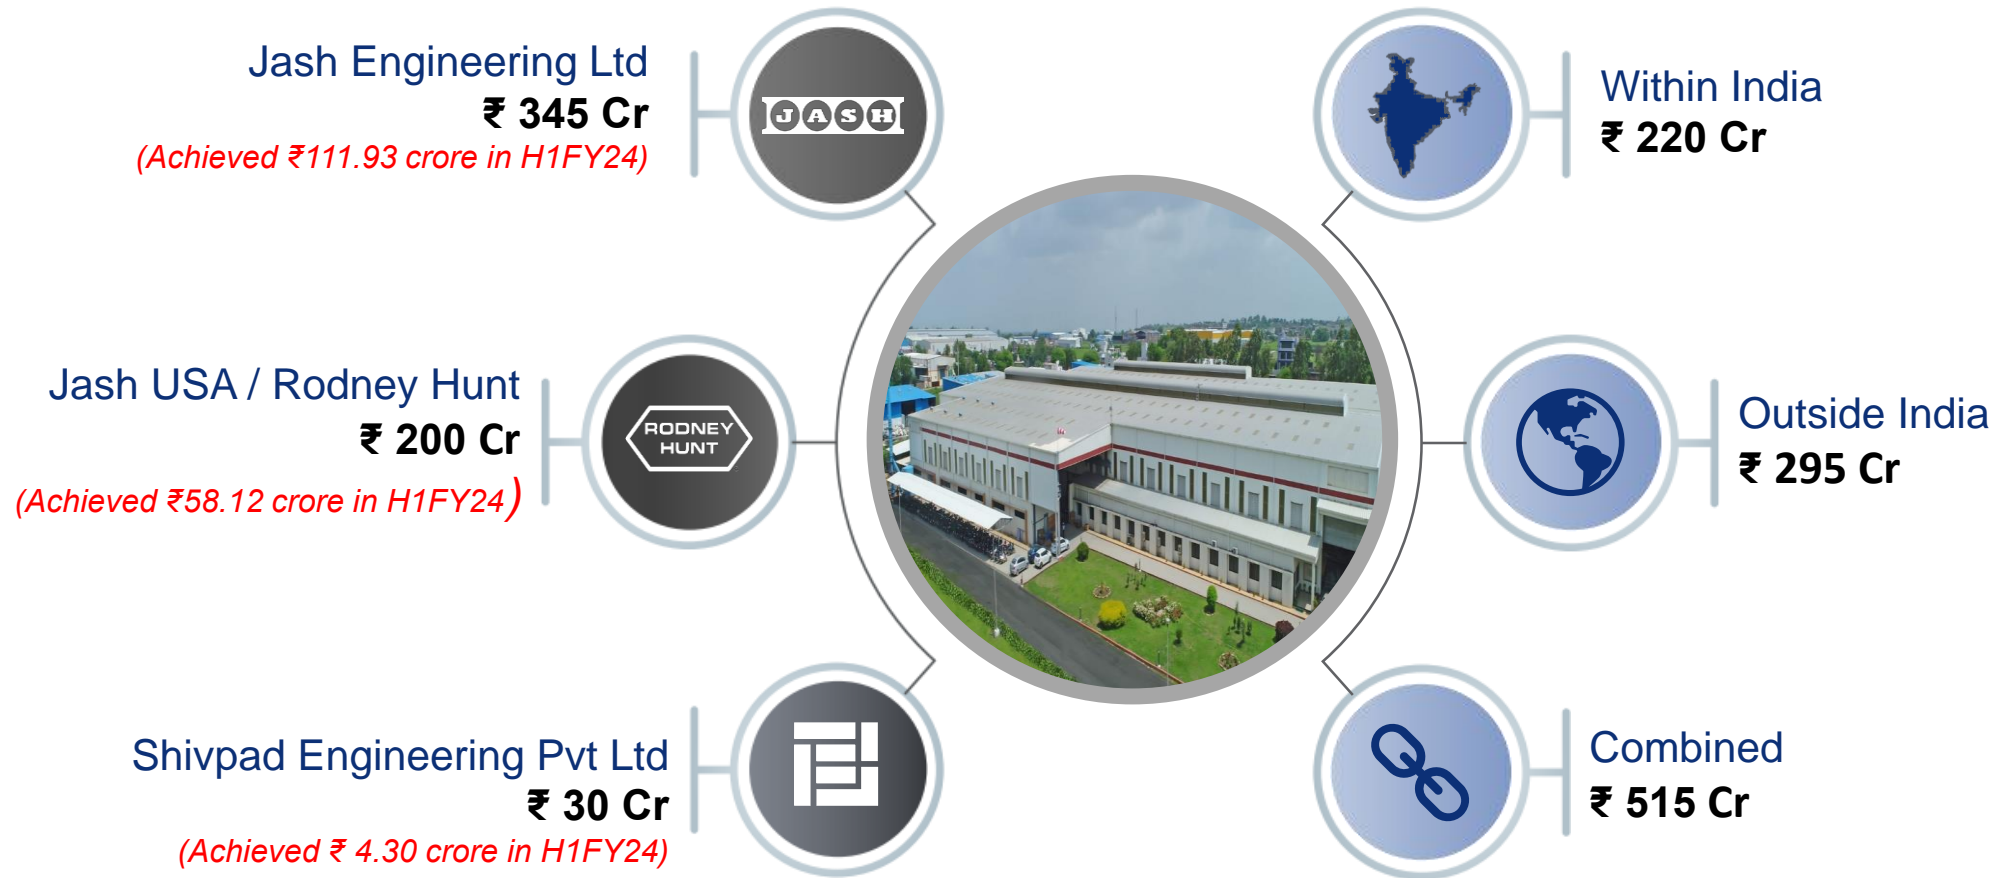 Jash Engineering Ltd
₹ 345 Cr
(Achieved ₹111.93 crore in H1FY24)
JASH
Jash USA / Rodney Hunt
₹ 200 Cr
(Achieved ₹58.12 crore in H1FY24)
RODNEY
HUNT
Shivpad Engineering Pvt Ltd
₹ 30 Cr
(Achieved ₹ 4.30 crore in H1FY24)
Within India
₹ 220 Cr
Outside India
₹ 295 Cr
Combined
₹ 515 Cr